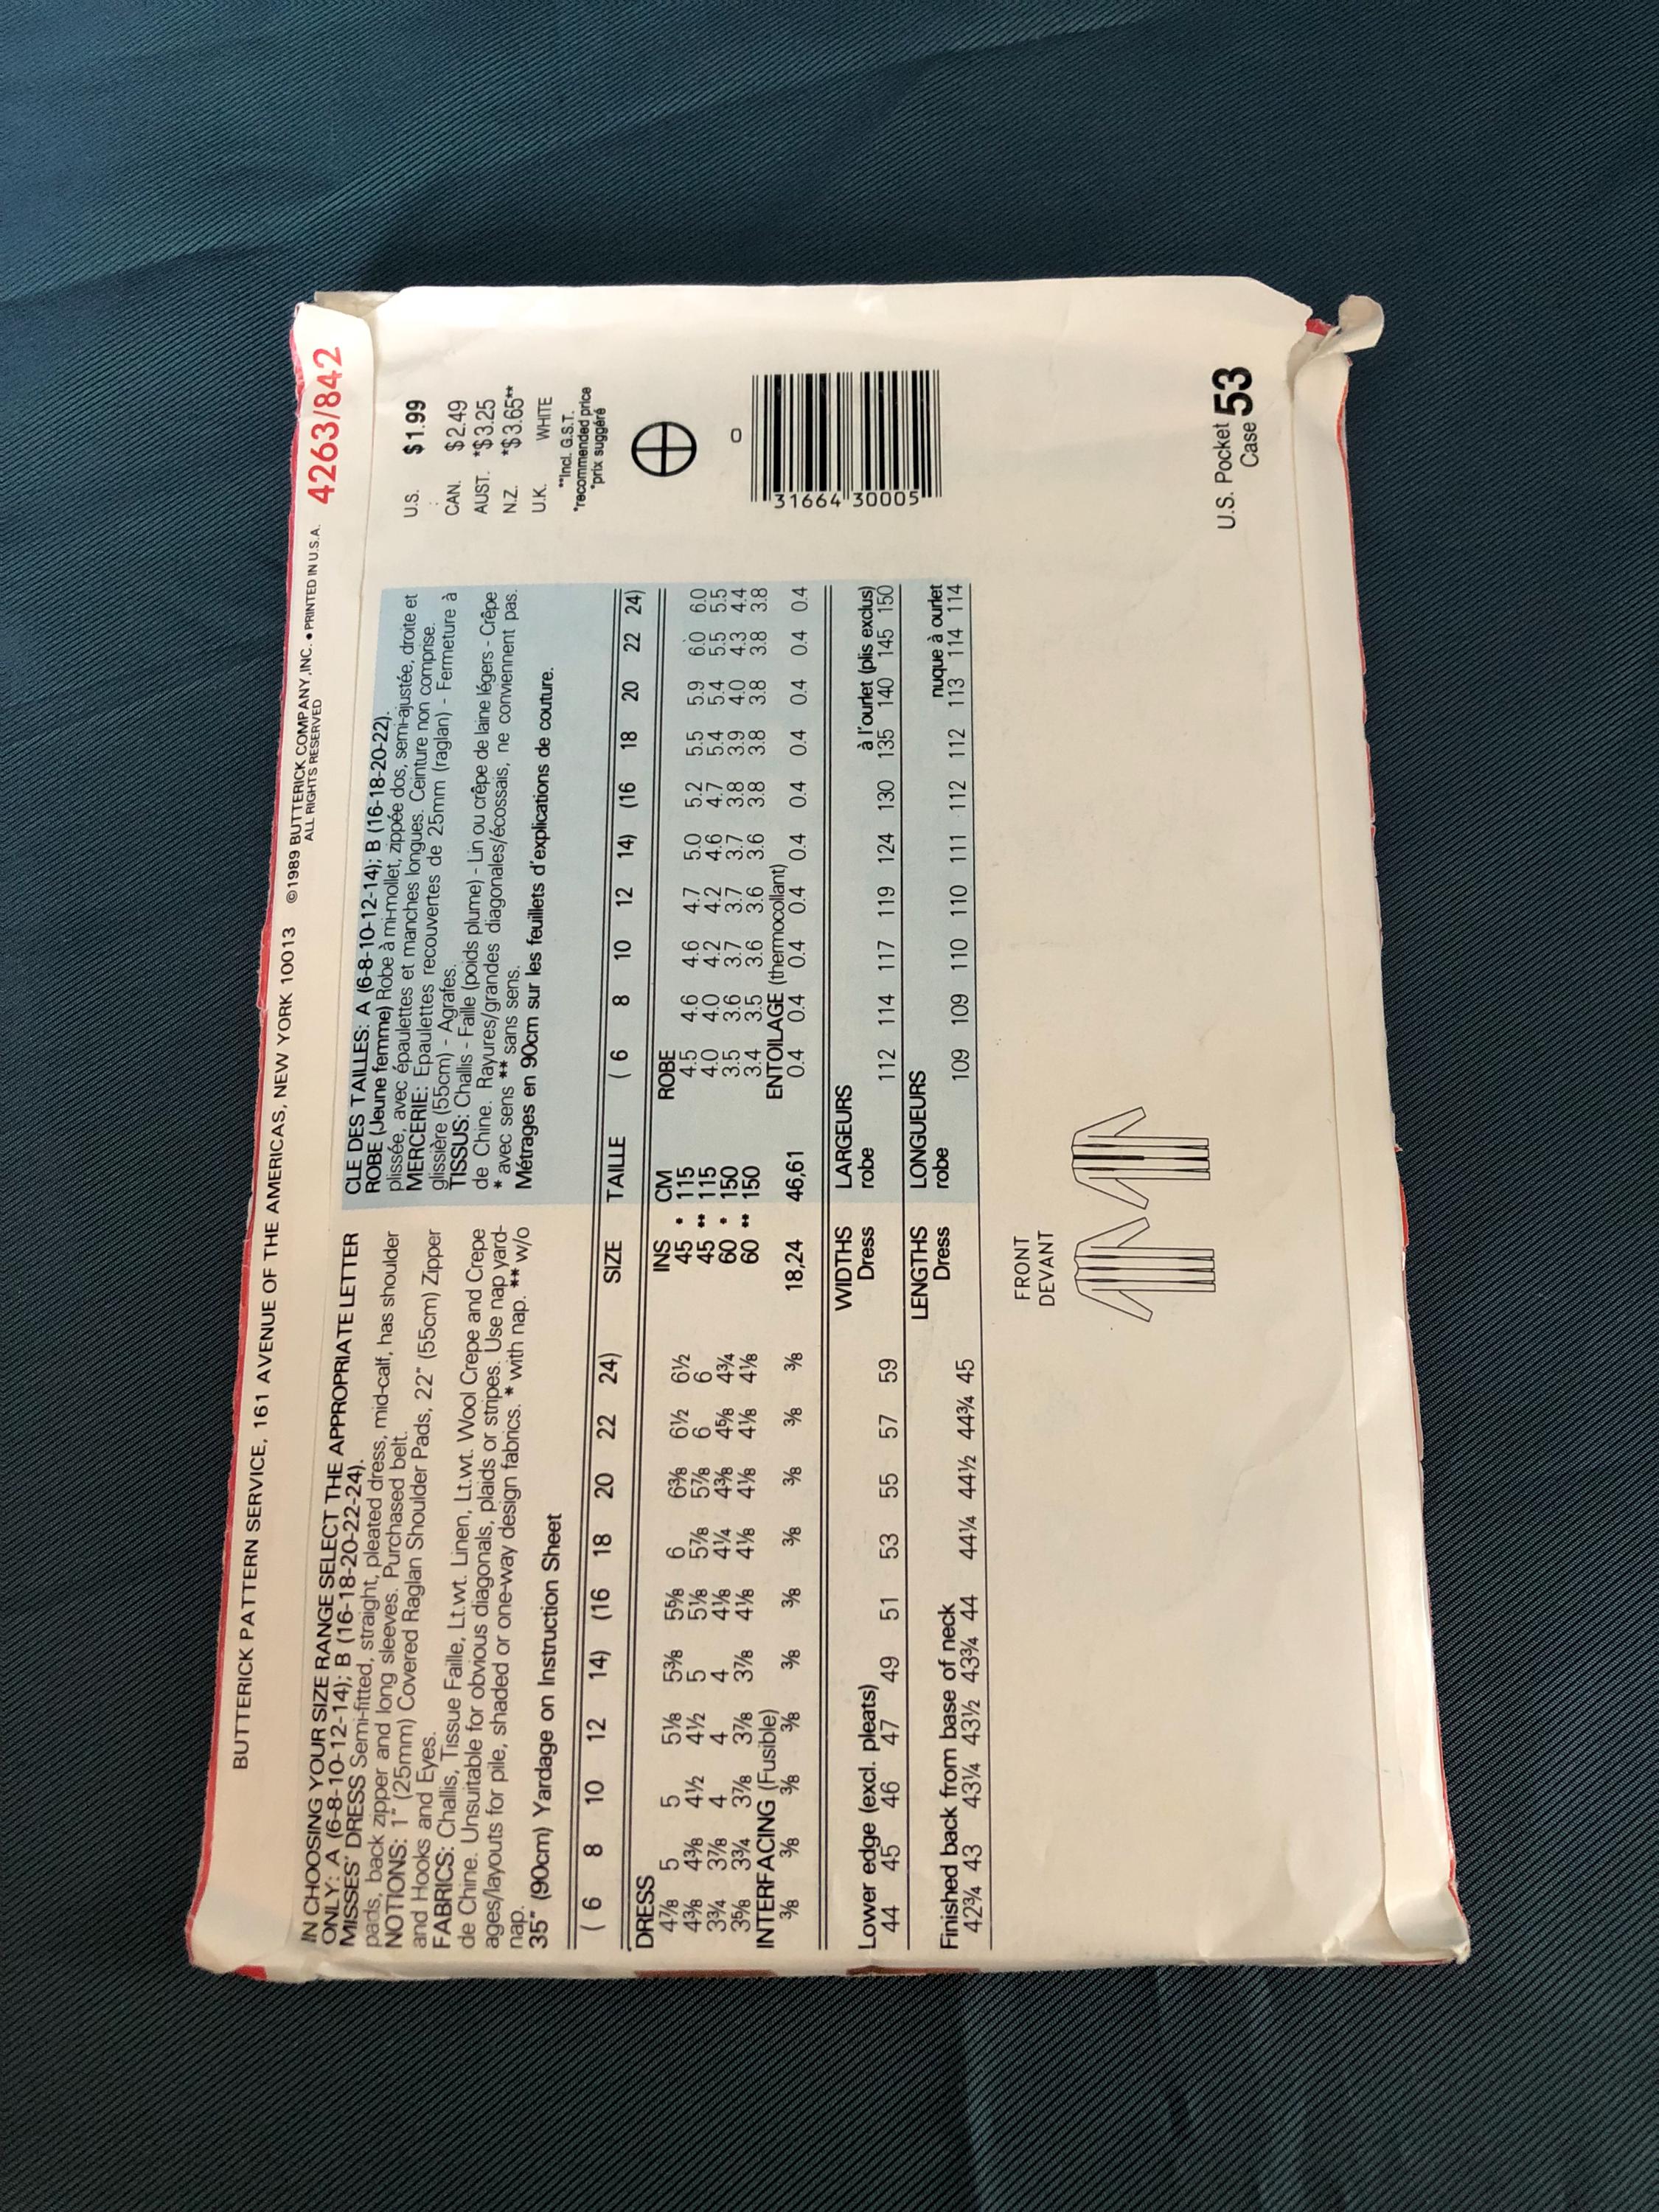 BUTTERICK PATTERN SERVICE, 161 AVENUE OF THE AMERICAS, NEW YORK 10013 ©1989 BUTTERICK COMPANY, INC. • PRINTED IN U.S.A.
ALL RIGHTS RESERVED
4263/842
IN CHOOSING YOUR SIZE RANGE SELECT THE APPROPRIATE LETTER
ONLY: A (6-8-10-12-14); B (16-18-20-22-24).
MISSES' DRESS Semi-fitted, straight, pleated dress, mid-calf, has shoulder
pads, back zipper and long sleeves. Purchased belt.
NOTIONS: 1" (25mm) Covered Raglan Shoulder Pads, 22" (55cm) Zipper
and Hooks and Eyes.
FABRICS: Challis, Tissue Faille, Lt.wt. Linen, Lt.wt. Wool Crepe and Crepe
de Chine. Unsuitable for obvious diagonals, plaids or stripes. Use nap yard-
ages/layouts for pile, shaded or one-way design fabrics. * with nap. ** w/o
nap.
35" (90cm) Yardage on Instruction Sheet
CLE DES TAILLES: A (6-8-10-12-14); B (16-18-20-22).
ROBE (Jeune femme) Robe à mi-mollet, zippée dos, semi-ajustée, droite et
plissée, avec épaulettes et manches longues. Ceinture non comprise.
MERCERIE: Epaulettes recouvertes de 25mm (raglan) - Fermeture à
glissière (55cm) - Agrafes.
TISSUS: Challis - Faille (poids plume) - Lin ou crêpe de laine légers - Crêpe
de Chine. Rayures/grandes diagonales/écossais, ne conviennent pas.
* avec sens ** sans sens.
Métrages en 90cm sur les feuillets d'explications de couture.
U.S. $1.99
CAN. $2.49
AUST. *$3.25
N.Z. *$3.65**
U.K. WHITE
**Incl. G.S.T.
*recommended price
*prix suggéré
0
31664 30005
( 6 8 10 12 14) (16 18 20 22 24) SIZE TAILLE ( 6 8 10 12 14) (16 18 20 22 24)
DRESS INS CM ROBE
4⅞ 5 5 5⅛ 5⅜ 5⅝ 6 6⅜ 6½ 6½ 45 * 115 4.5 4.6 4.6 4.7 5.0 5.2 5.5 5.9 6.0 6.0
4⅜ 4⅜ 4½ 4½ 5 5⅛ 5⅞ 5⅞ 6 6 45 ** 115 4.0 4.0 4.2 4.2 4.6 4.7 5.4 5.4 5.5 5.5
3¾ 3⅞ 4 4 4 4⅛ 4¼ 4⅜ 4⅝ 4¾ 60 * 150 3.5 3.6 3.7 3.7 3.7 3.8 3.9 4.0 4.3 4.4
3⅝ 3¾ 3⅞ 3⅞ 3⅞ 4⅛ 4⅛ 4⅛ 4⅛ 4⅛ 60 ** 150 3.4 3.5 3.6 3.6 3.6 3.8 3.8 3.8 3.8 3.8
INTERFACING (Fusible) ENTOILAGE (thermocollant)
⅜ ⅜ ⅜ ⅜ ⅜ ⅜ ⅜ ⅜ ⅜ ⅜ 18,24 46,61 0.4 0.4 0.4 0.4 0.4 0.4 0.4 0.4 0.4 0.4
WIDTHS LARGEURS
Lower edge (excl. pleats) Dress robe à l'ourlet (plis exclus)
44 45 46 47 49 51 53 55 57 59 112 114 117 119 124 130 135 140 145 150
LENGTHS LONGUEURS
Finished back from base of neck Dress robe nuque à ourlet
42¾ 43 43¼ 43½ 43¾ 44 44¼ 44½ 44¾ 45 109 109 110 110 111 112 112 113 114 114
FRONT
DEVANT
U.S. Pocket 53
Case